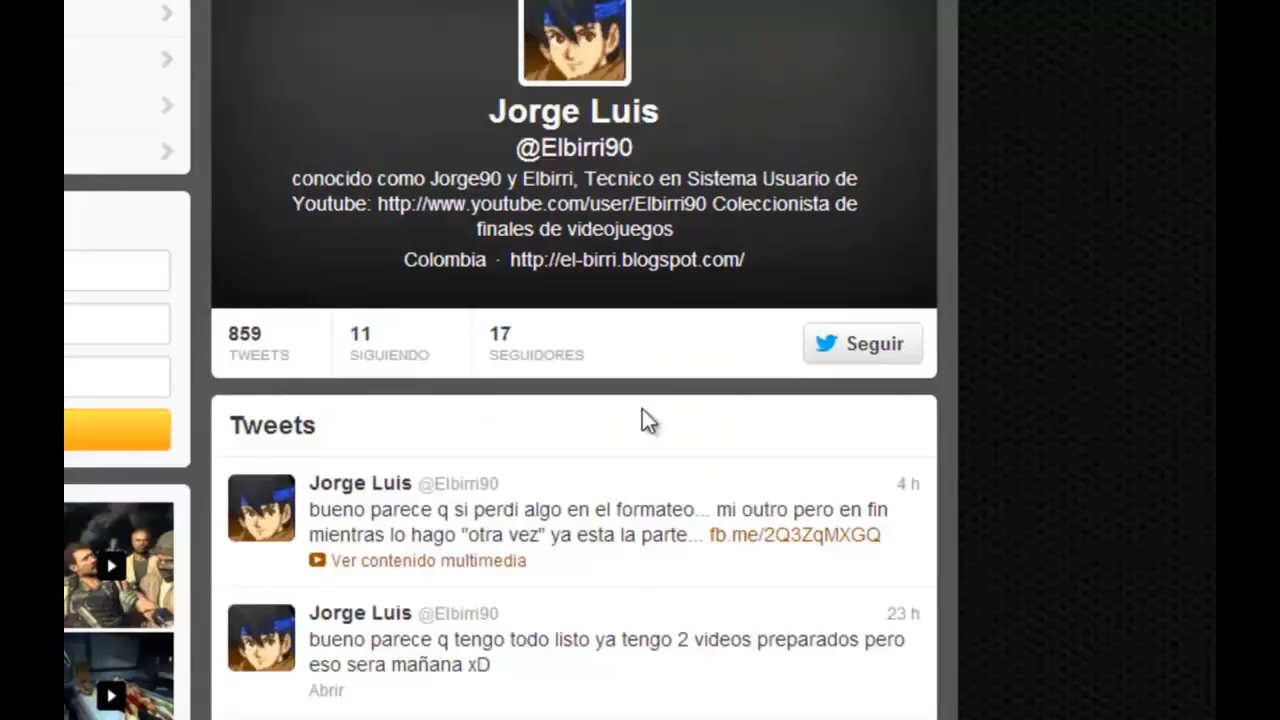 Jorge Luis
@Elbirri90
conocido como Jorge90 y Elbirri, Tecnico en Sistema Usuario de
Youtube: http://www.youtube.com/user/Elbirri90 Coleccionista de
finales de videojuegos
Colombia · http://el-birri.blogspot.com/
859
TWEETS
11
SIGUIENDO
17
SEGUIDORES
Seguir
Tweets
Jorge Luis @Elbirri90 4 h
bueno parece q si perdi algo en el formateo... mi outro pero en fin
mientras lo hago "otra vez" ya esta la parte... fb.me/2Q3ZqMXGQ
Ver contenido multimedia
Jorge Luis @Elbirri90 23 h
bueno parece q tengo todo listo ya tengo 2 videos preparados pero
eso sera mañana xD
Abrir